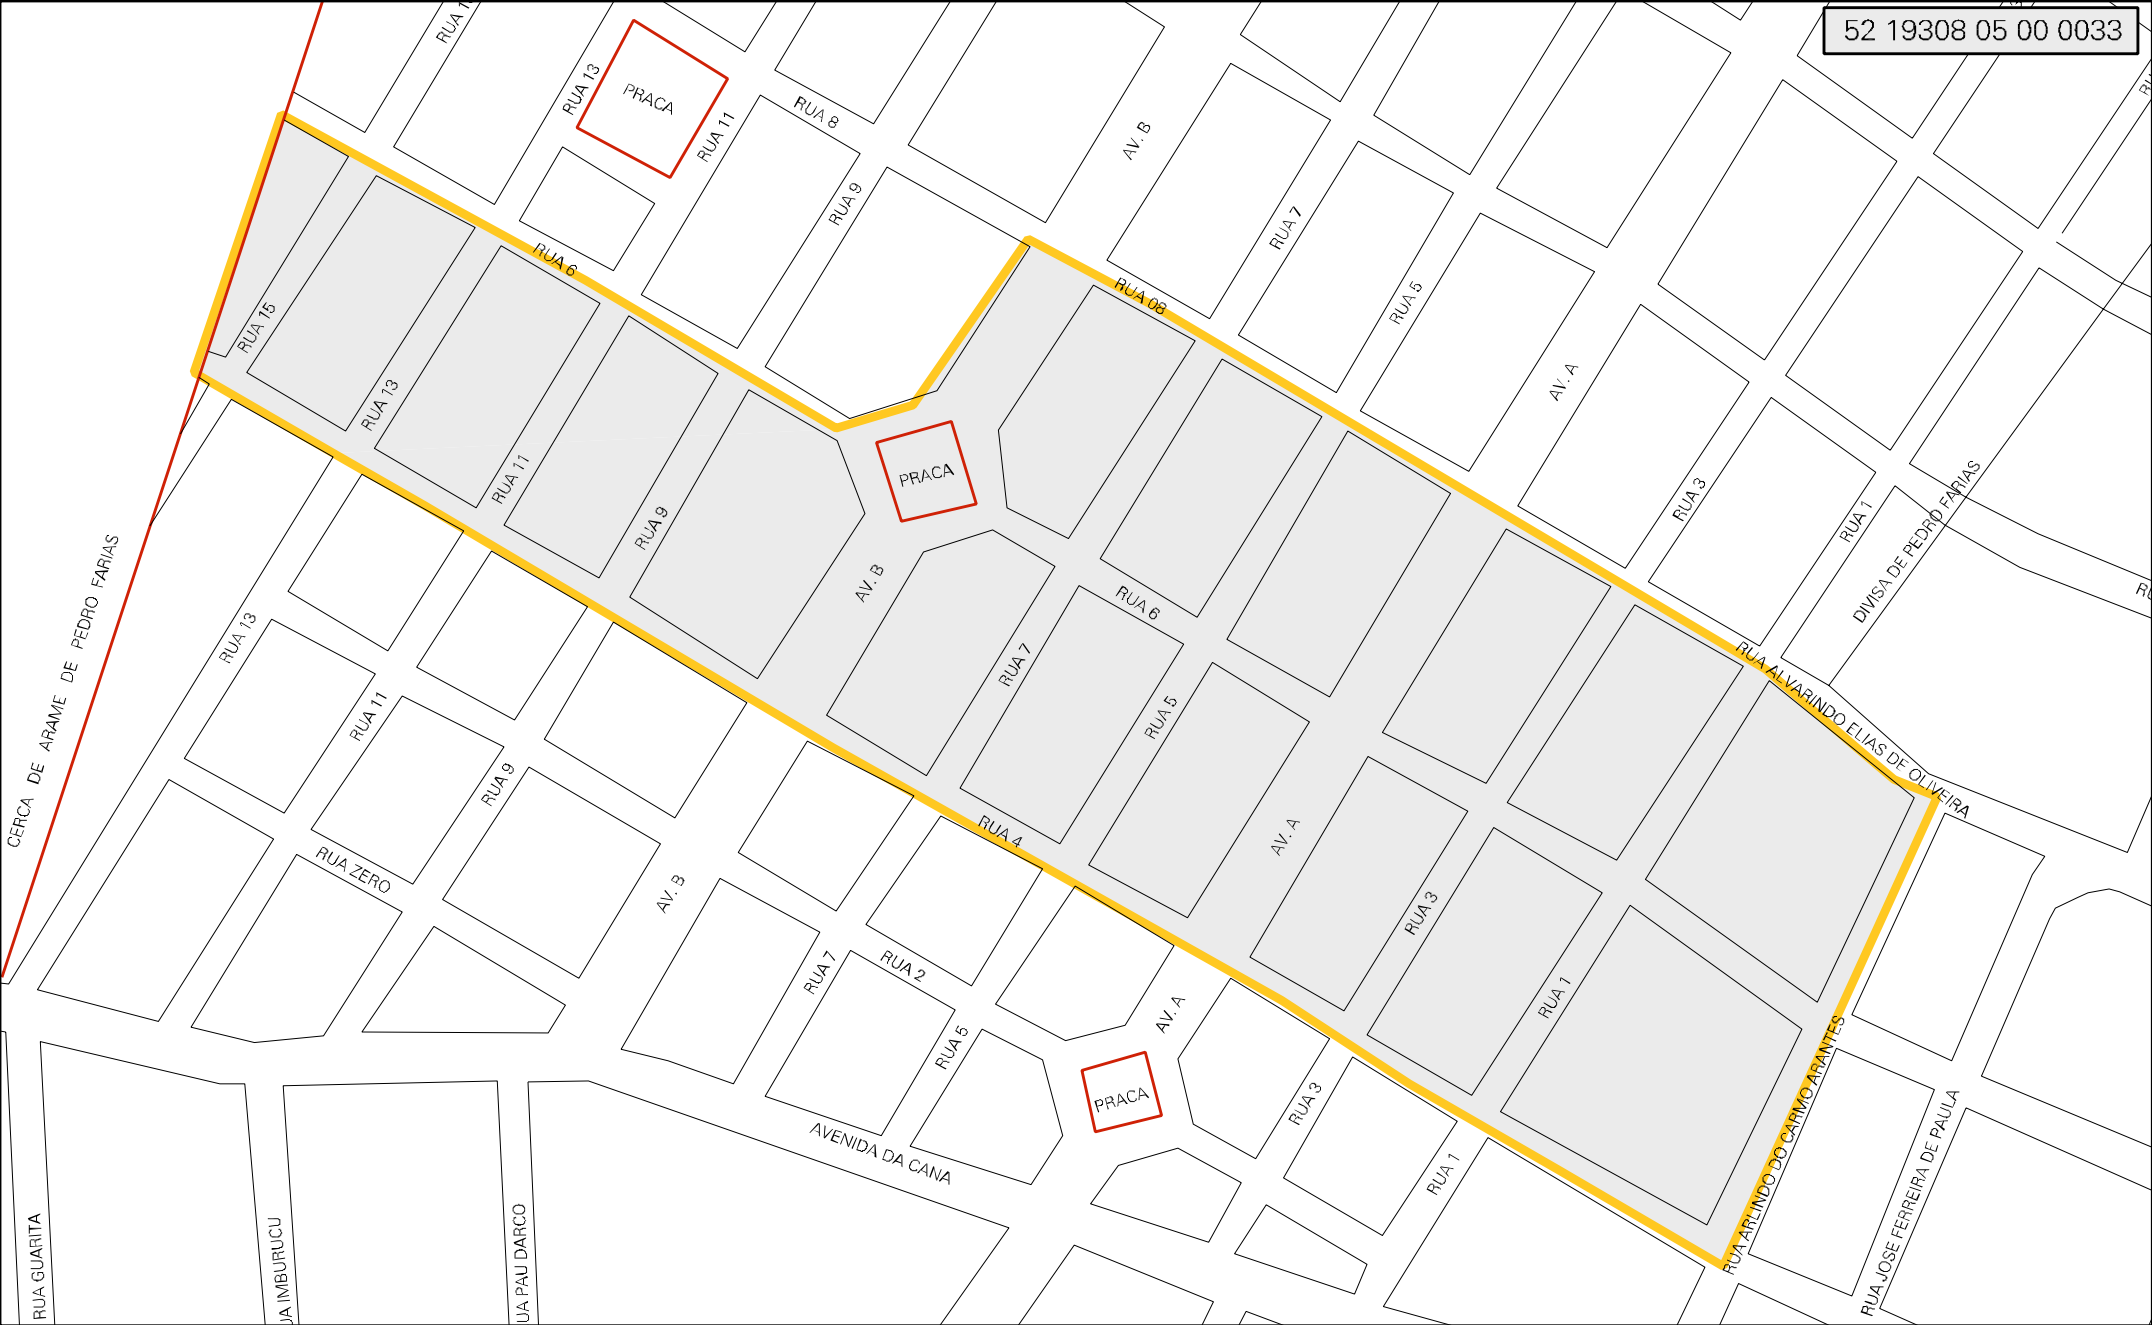 52 19308 05 00 0033
RUA 13
PRACA
RUA 11
RUA 8
AV. B
RUA 9
RUA 7
RUA 6
RUA 08
RUA 5
RUA 15
AV. A
RUA 13
RUA 11
PRACA
RUA 9
RUA 3
RUA 1
DIVISA DE PEDRO FARIAS
AV. B
RUA 6
CERCA DE ARAME DE PEDRO FARIAS
RUA 13
RUA 7
RUA ALVARINDO ELIAS DE OLIVEIRA
RUA 11
RUA 5
RUA 9
RUA 4
AV. A
RUA ZERO
AV. B
RUA 3
RUA 7
RUA 2
RUA 1
AV. A
RUA 5
PRACA
RUA 3
RUA ARLINDO DO CARMO ARANTES
AVENIDA DA CANA
RUA 1
RUA JOSE FERREIRA DE PAULA
RUA GUARITA
UA IMBURUCU
UA PAU DARCO